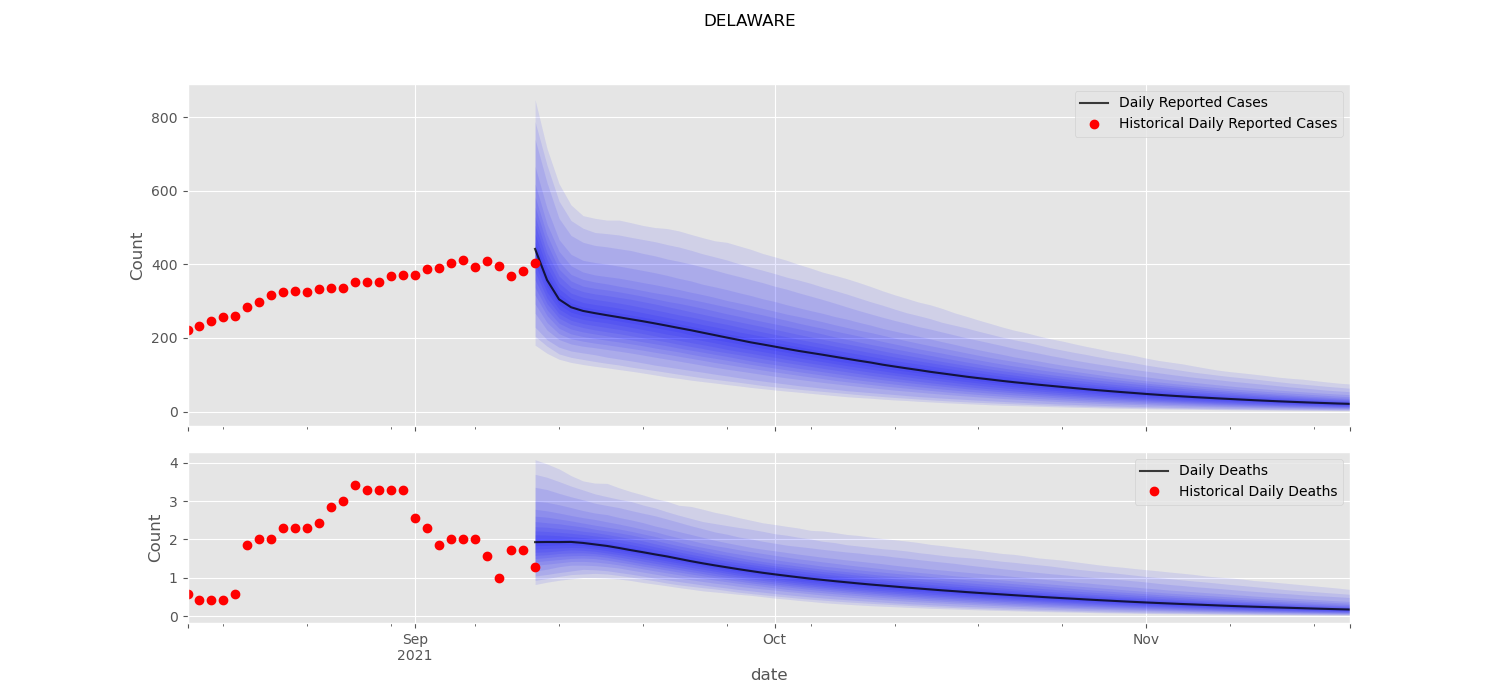 DELAWARE
Daily Reported Cases
Historical Daily Reported Cases
800
600
400
200
0
Count
Daily Deaths
Historical Daily Deaths
4
3
2
1
0
Count
Sep
2021
Oct
Nov
date